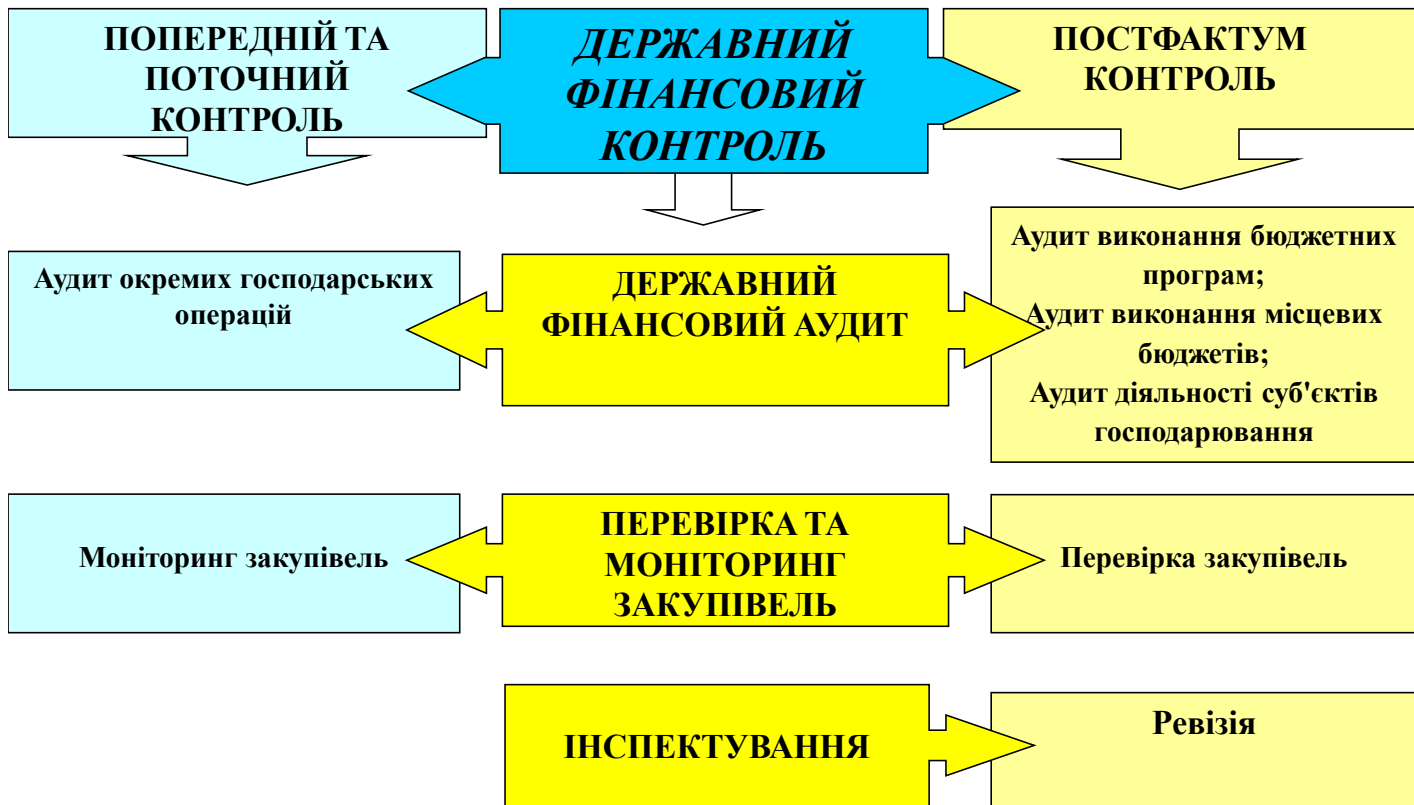 ПОПЕРЕДНІЙ ТА
ПОТОЧНИЙ
КОНТРОЛЬ
ДЕРЖАВНИЙ
ФІНАНСОВИЙ
КОНТРОЛЬ
ПОСТФАКТУМ
КОНТРОЛЬ
Аудит окремих господарських
операцій
ДЕРЖАВНИЙ
ФІНАНСОВИЙ АУДИТ
Аудит виконання бюджетних
програм;
Аудит виконання місцевих
бюджетів;
Аудит діяльності суб'єктів
господарювання
Моніторинг закупівель
ПЕРЕВІРКА ТА
МОНІТОРИНГ
ЗАКУПІВЕЛЬ
Перевірка закупівель
ІНСПЕКТУВАННЯ
Ревізія